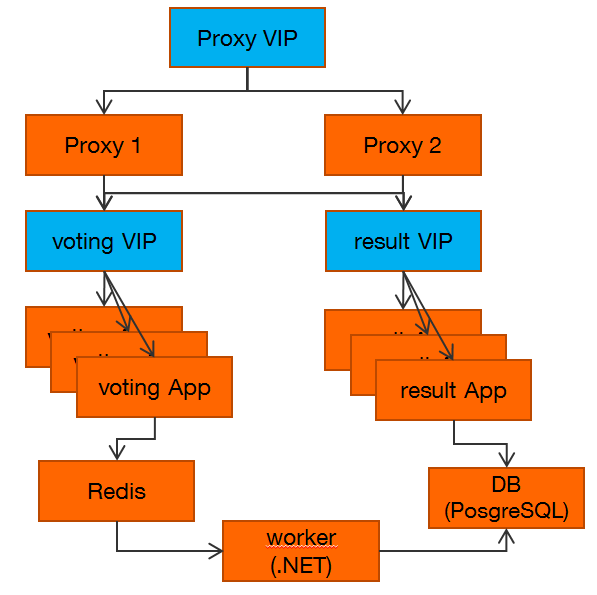 Proxy VIP
Proxy 1
Proxy 2
voting VIP
result VIP
voting App
result App
Redis
DB
(PosgreSQL)
worker
(.NET)